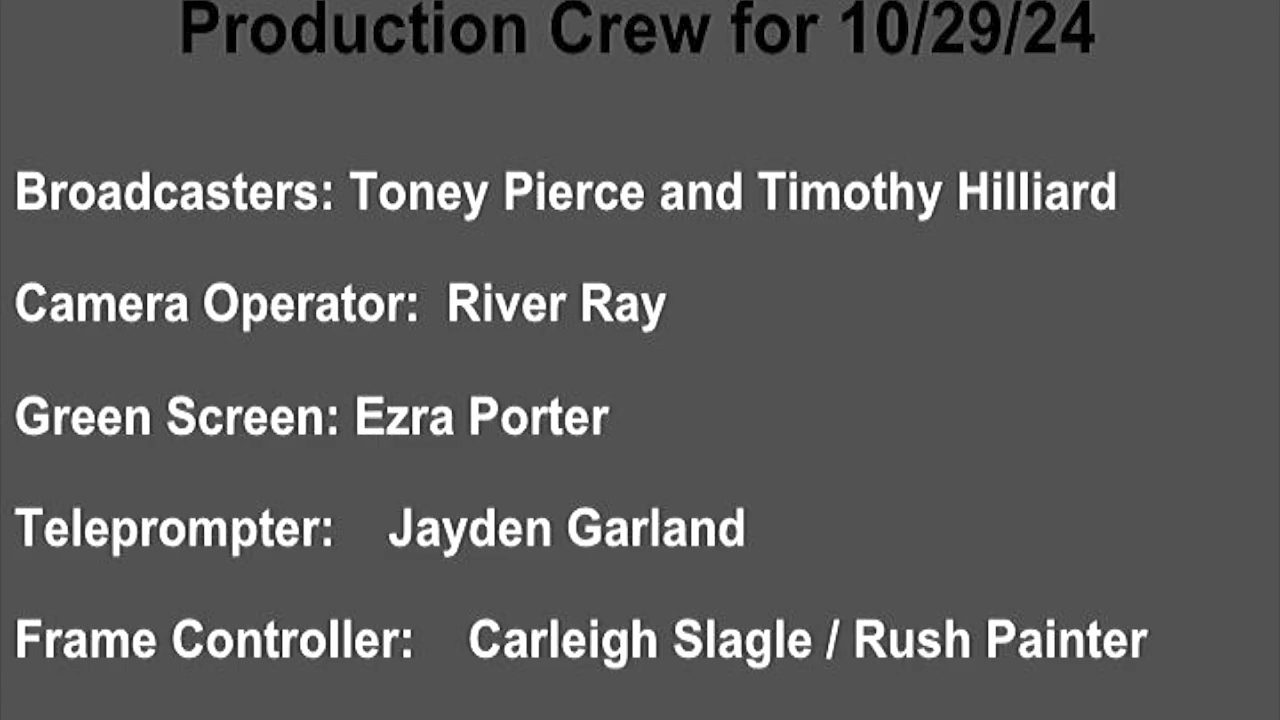 Production Crew for 10/29/24
Broadcasters: Toney Pierce and Timothy Hilliard
Camera Operator: River Ray
Green Screen: Ezra Porter
Teleprompter: Jayden Garland
Frame Controller: Carleigh Slagle / Rush Painter